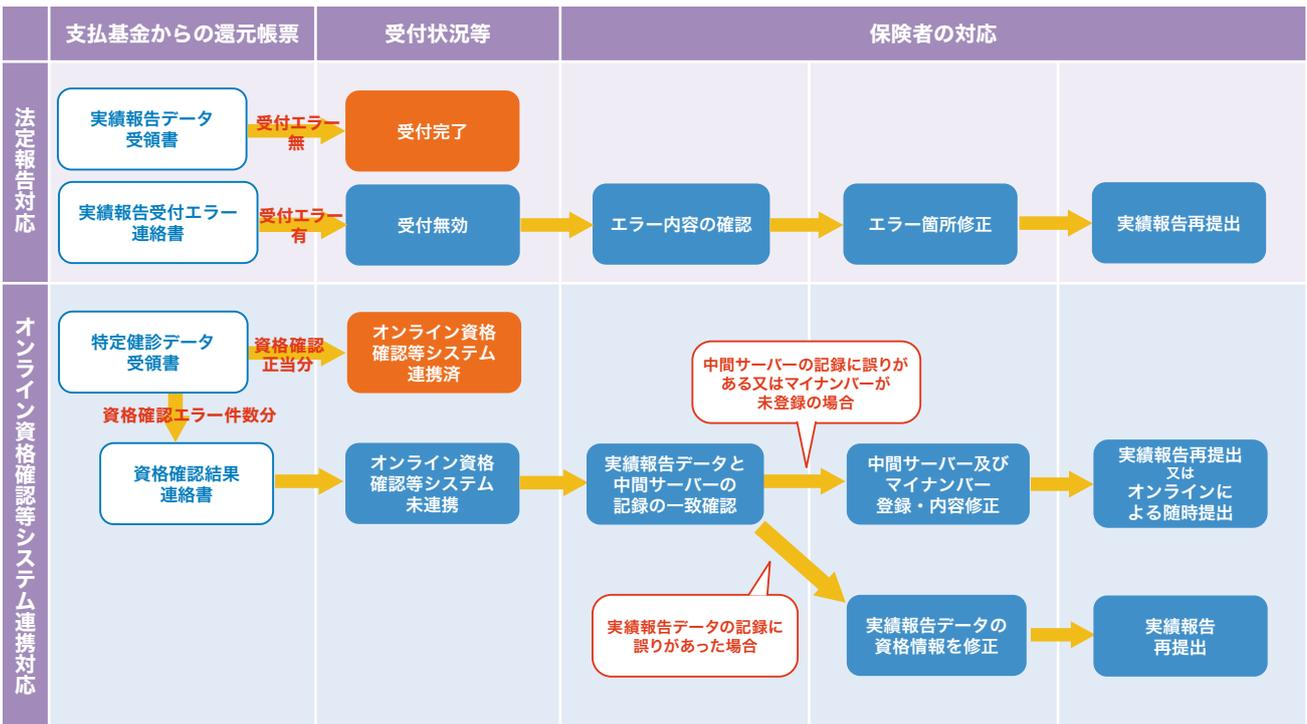 支払基金からの還元帳票
受付状況等
保険者の対応
法定報告対応
実績報告データ
受領書
受付エラー
無
受付完了
実績報告受付エラー
連絡書
受付エラー
有
受付無効
エラー内容の確認
エラー箇所修正
実績報告再提出
オンライン資格確認等システム連携対応
特定健診データ
受領書
資格確認
正当分
オンライン資格
確認等システム
連携済
資格確認エラー件数分
中間サーバーの記録に誤りが
ある又はマイナンバーが
未登録の場合
資格確認結果
連絡書
オンライン資格
確認等システム
未連携
実績報告データと
中間サーバーの
記録の一致確認
中間サーバー及び
マイナンバー
登録・内容修正
実績報告再提出
又は
オンラインに
よる随時提出
実績報告データの記録に
誤りがあった場合
実績報告データの
資格情報を修正
実績報告
再提出